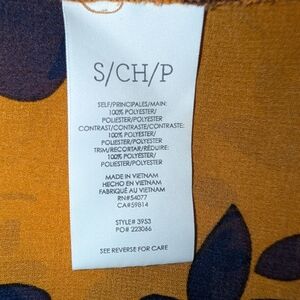 S/CH/P
SELF/PRINCIPALES/MAIN:
100% POLYESTER/
POLIESTER/POLYESTER
CONTRAST/CONTRASTE/CONTRASTE:
100% POLYESTER/
POLIESTER/POLYESTER
TRIM/RECORTAR/RÉDUIRE:
100% POLYESTER/
POLIESTER/POLYESTER
MADE IN VIETNAM
HECHO EN VIETNAM
FABRIQUÉ AU VIETNAM
RN#54077
CA#59814
STYLE# 3953
PO# 223066
SEE REVERSE FOR CARE